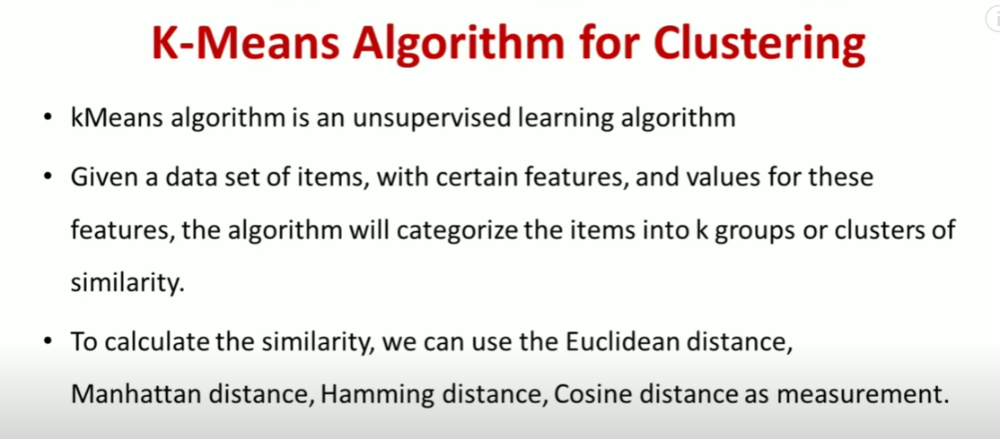 K-Means Algorithm for Clustering
• kMeans algorithm is an unsupervised learning algorithm
• Given a data set of items, with certain features, and values for these
features, the algorithm will categorize the items into k groups or clusters of
similarity.
• To calculate the similarity, we can use the Euclidean distance,
Manhattan distance, Hamming distance, Cosine distance as measurement.